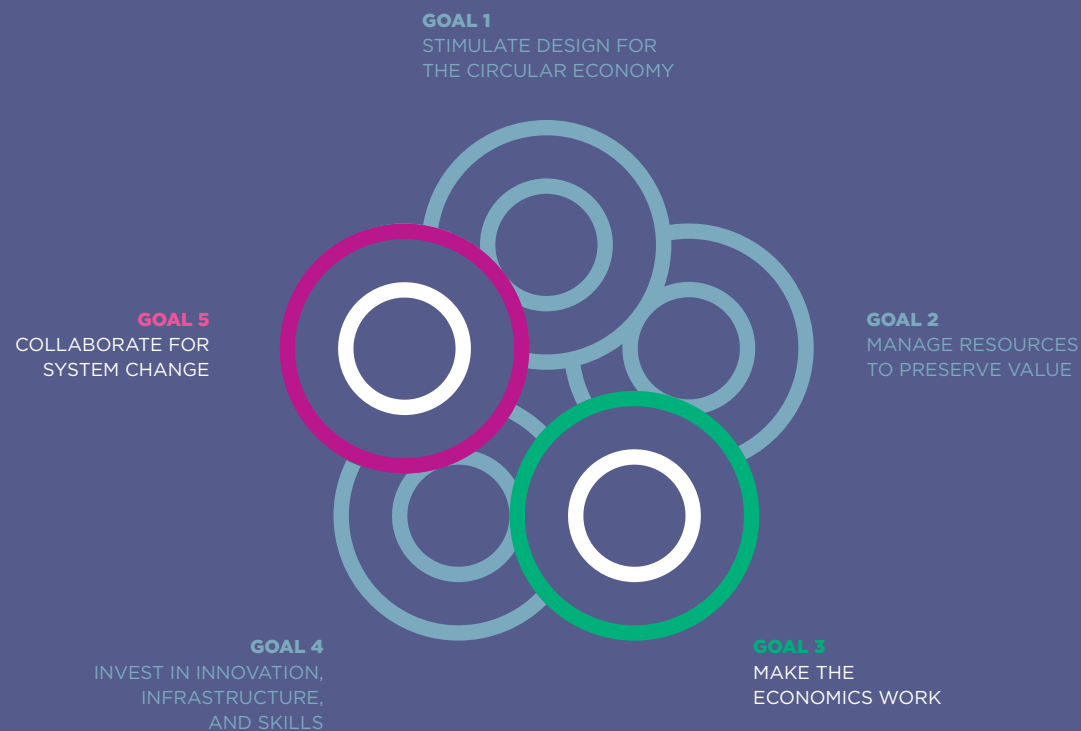 GOAL 1
STIMULATE DESIGN FOR
THE CIRCULAR ECONOMY
GOAL 5
COLLABORATE FOR
SYSTEM CHANGE
GOAL 2
MANAGE RESOURCES
TO PRESERVE VALUE
GOAL 4
INVEST IN INNOVATION,
INFRASTRUCTURE,
AND SKILLS
GOAL 3
MAKE THE
ECONOMICS WORK